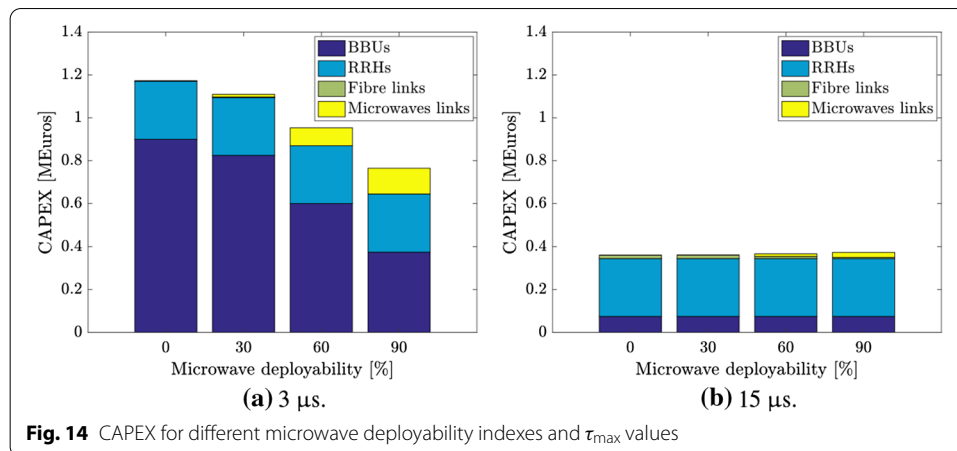 1.4
1.2
1
0.8
0.6
0.4
0.2
0
CAPEX [MEuros]
BBUs
RRHs
Fibre links
Microwaves links
0 30 60 90
Microwave deployability [%]
(a) 3 μs.
1.4
1.2
1
0.8
0.6
0.4
0.2
0
CAPEX [MEuros]
BBUs
RRHs
Fibre links
Microwaves links
0 30 60 90
Microwave deployability [%]
(b) 15 μs.
Fig. 14 CAPEX for different microwave deployability indexes and τmax values